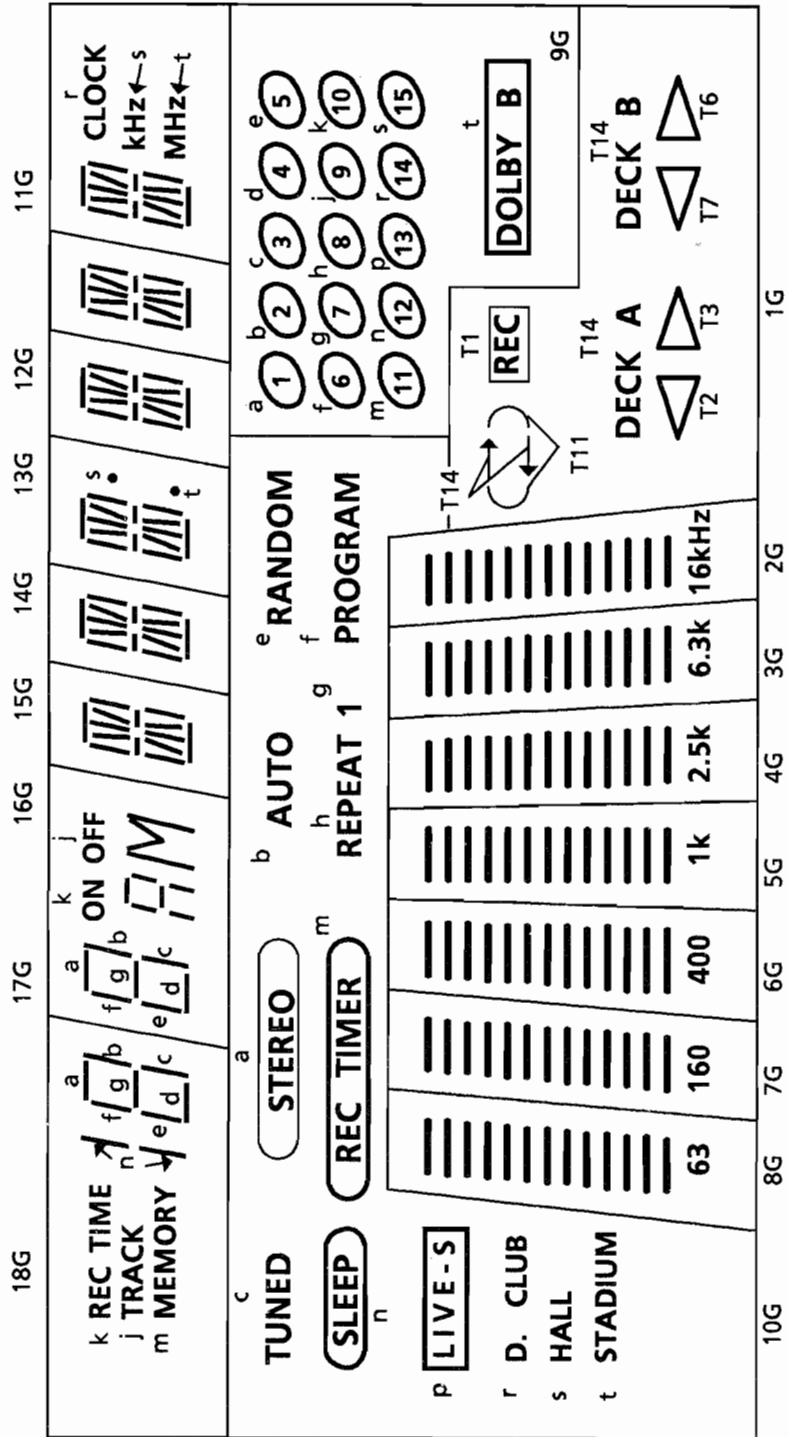 18G 17G 16G 15G 14G 13G 12G 11G
k REC TIME
j TRACK
m MEMORY
n
a
f g b
e d c
a
f g b
e d c
k j
ON OFF
s
t
r
CLOCK
kHz s
MHz t
c
TUNED
a
STEREO
b
AUTO
e
RANDOM
SLEEP
n
REC TIMER
m
h
REPEAT 1
g
f
PROGRAM
a b c d e
1 2 3 4 5
f g h j k
6 7 8 9 10
m n p r s
11 12 13 14 15
t
DOLBY B
9G
p LIVE-S
r D. CLUB
s HALL
t STADIUM
63 160 400 1k 2.5k 6.3k 16kHz
T14
T11
T1
REC
T14
DECK A
T2 T3
T14
DECK B
T7 T6
10G 8G 7G 6G 5G 4G 3G 2G 1G